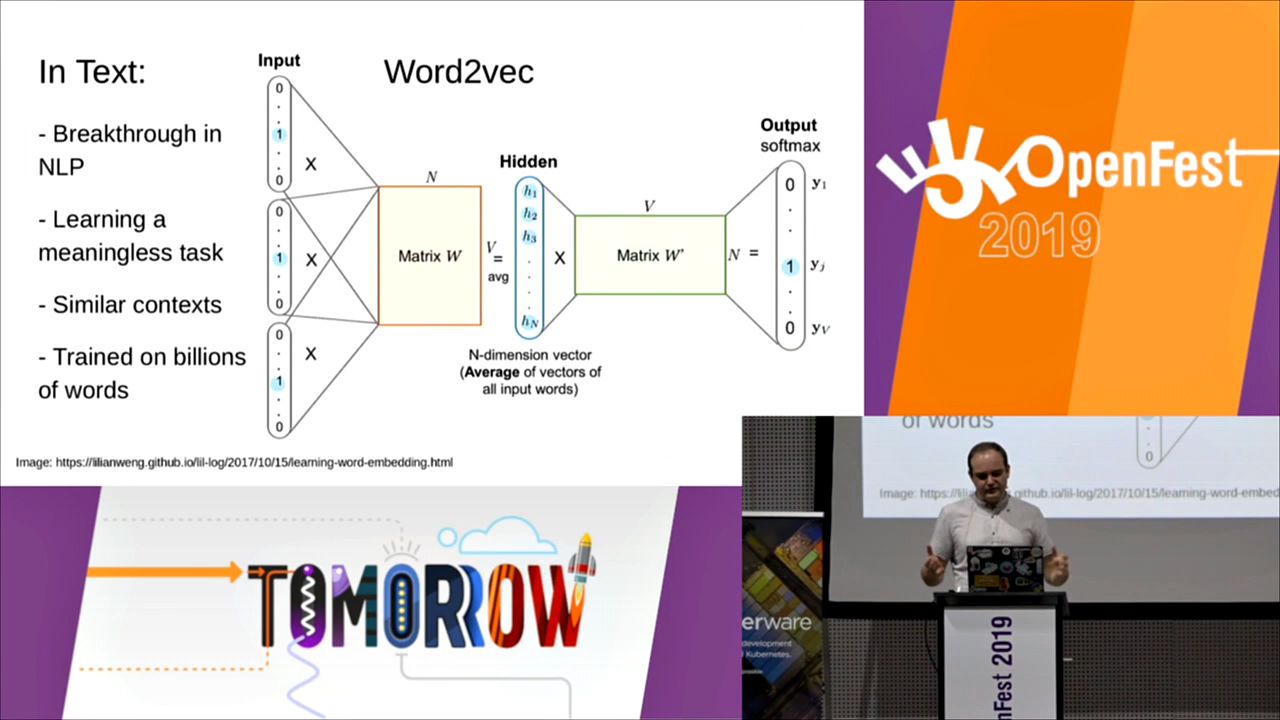 In Text:
Word2vec
- Breakthrough in
NLP
- Learning a
meaningless task
- Similar contexts
- Trained on billions
of words
Input
0
1
0
X
0
1
0
X
0
1
0
X
N
Matrix W
V
=
avg
Hidden
h1
h2
h3
hN
N-dimension vector
(Average of vectors of
all input words)
X
V
Matrix W'
N =
Output
softmax
0 y1
1 yj
0 yV
Image: https://lilianweng.github.io/lil-log/2017/10/15/learning-word-embedding.html
OpenFest
2019
TOMORROW
of words
0
Image: https://lil github.io/lil-log/2017/10/15/learning-word-embed
erware
development
Kubernetes.
nFest 2019